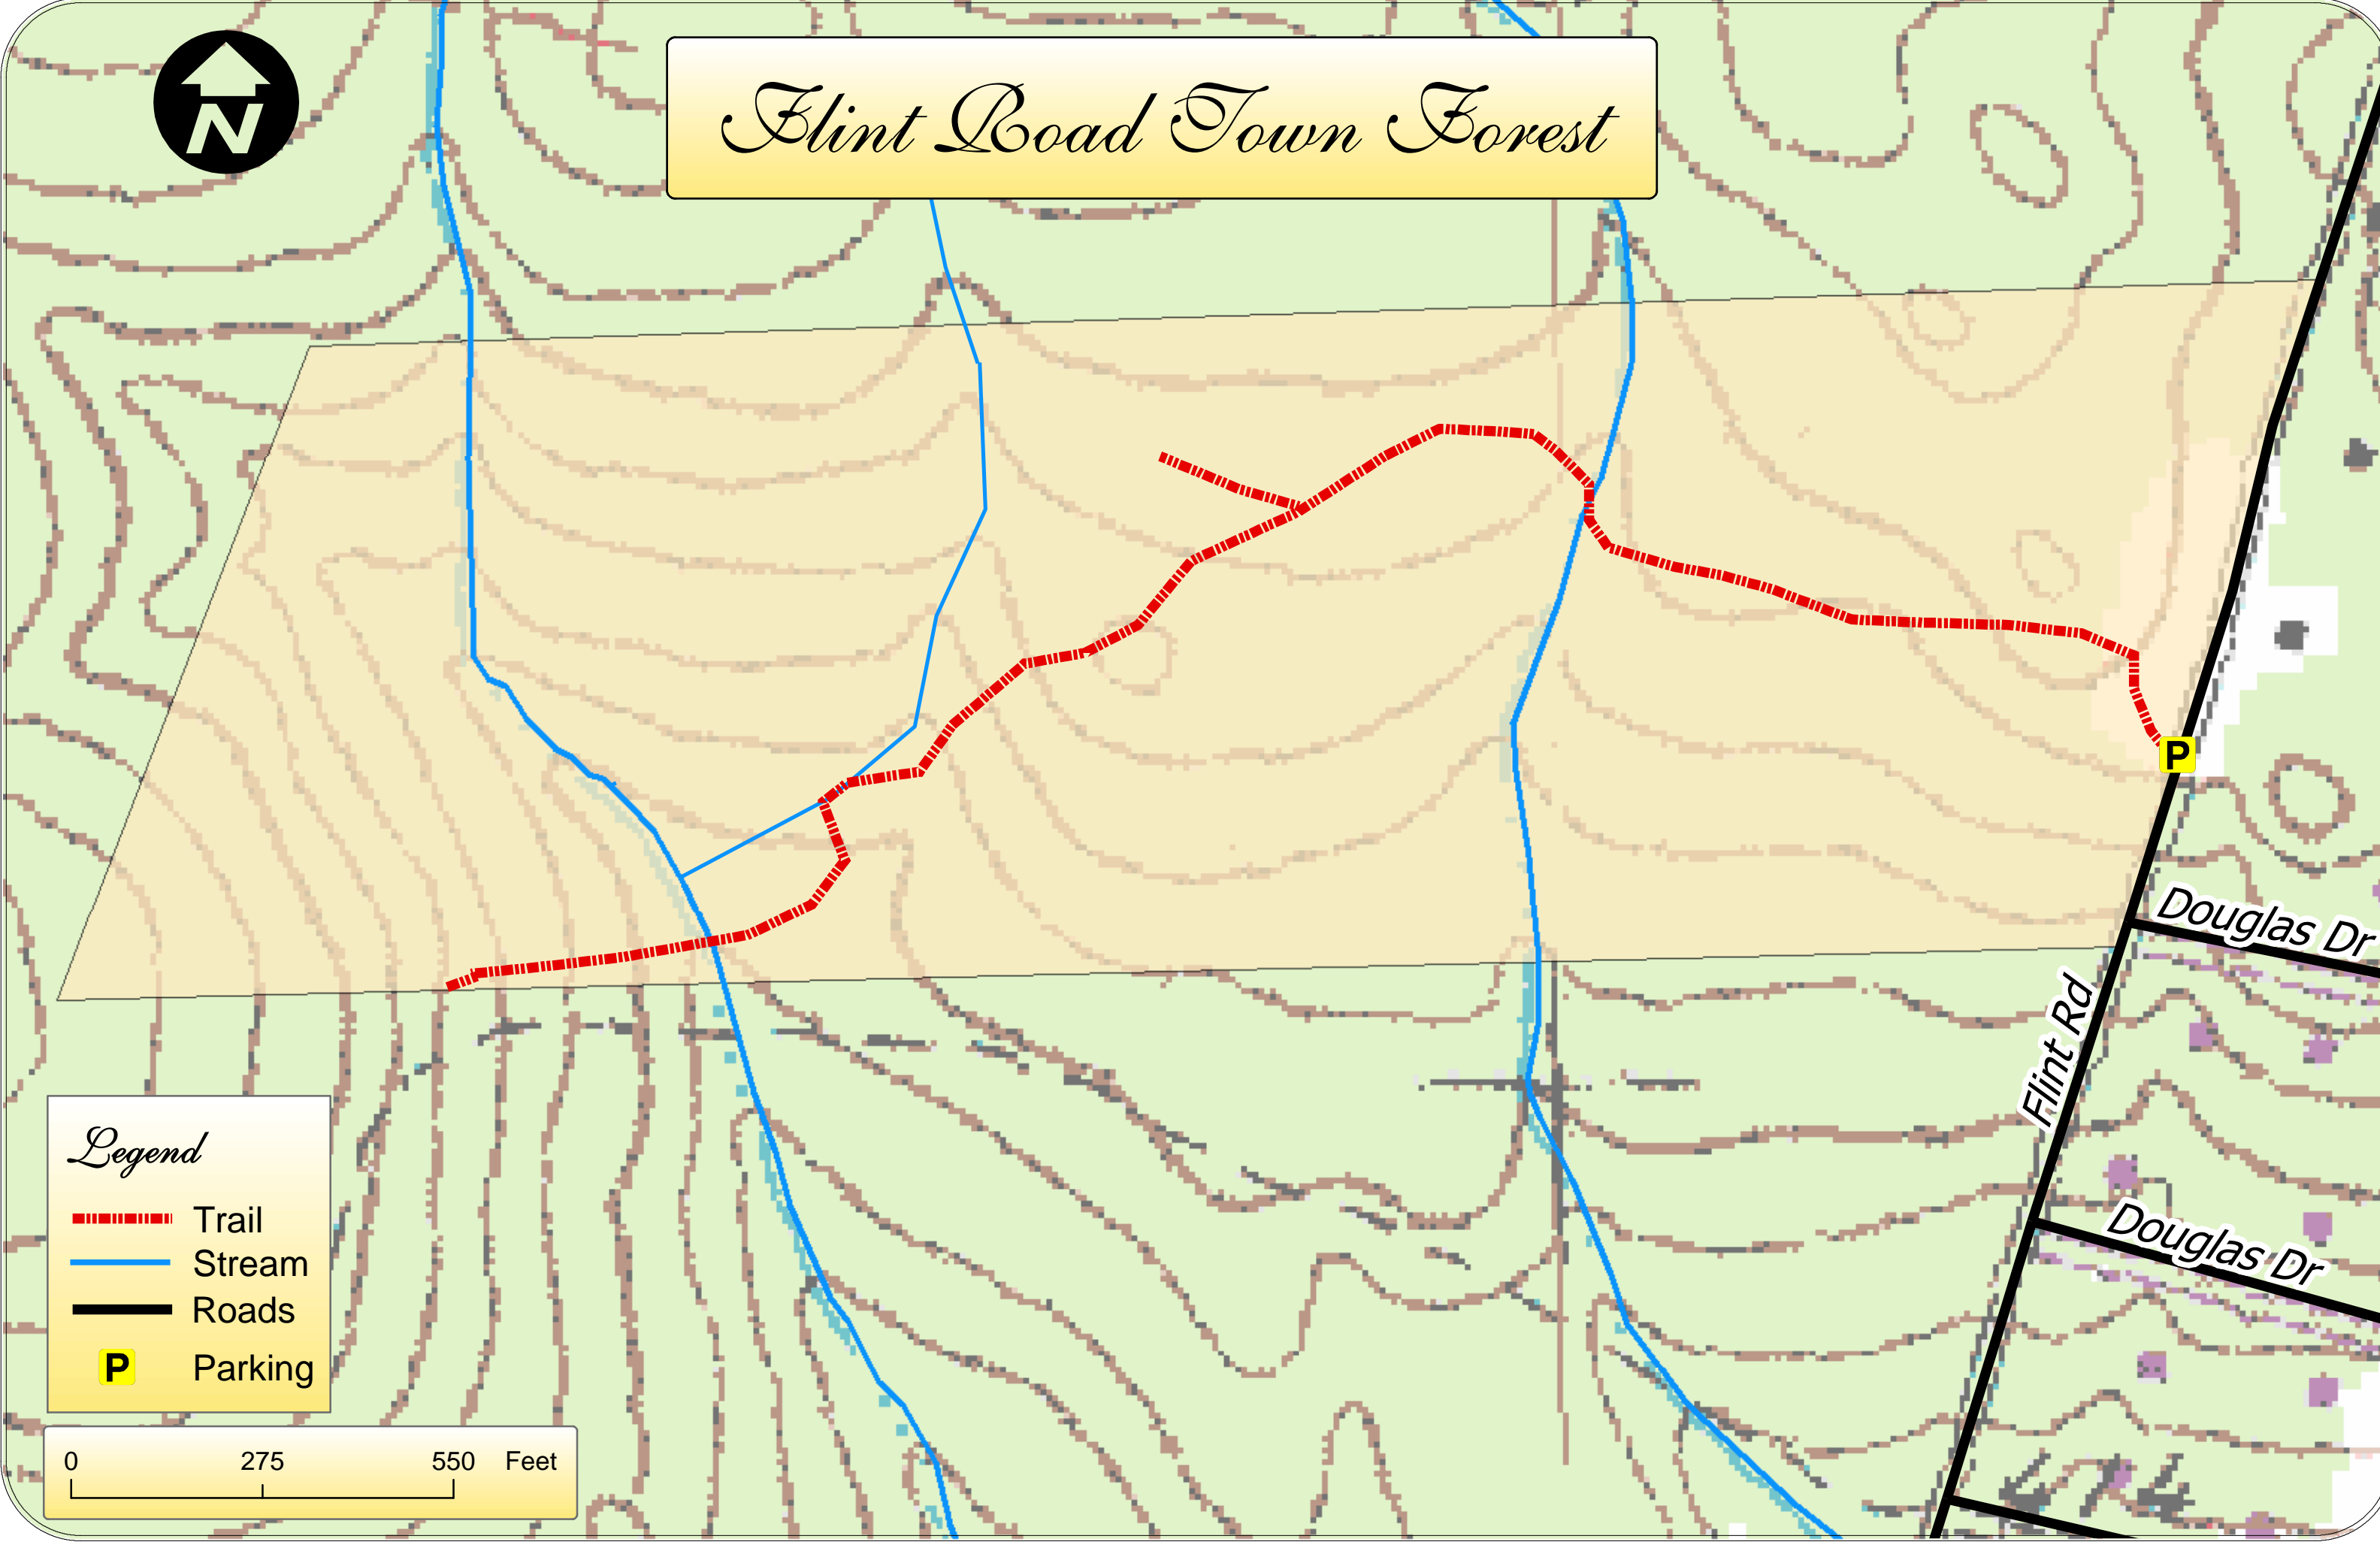 N
Flint Road Town Forest
P
Douglas Dr
Flint Rd
Douglas Dr
Legend
Trail
Stream
Roads
P Parking
0 275 550 Feet